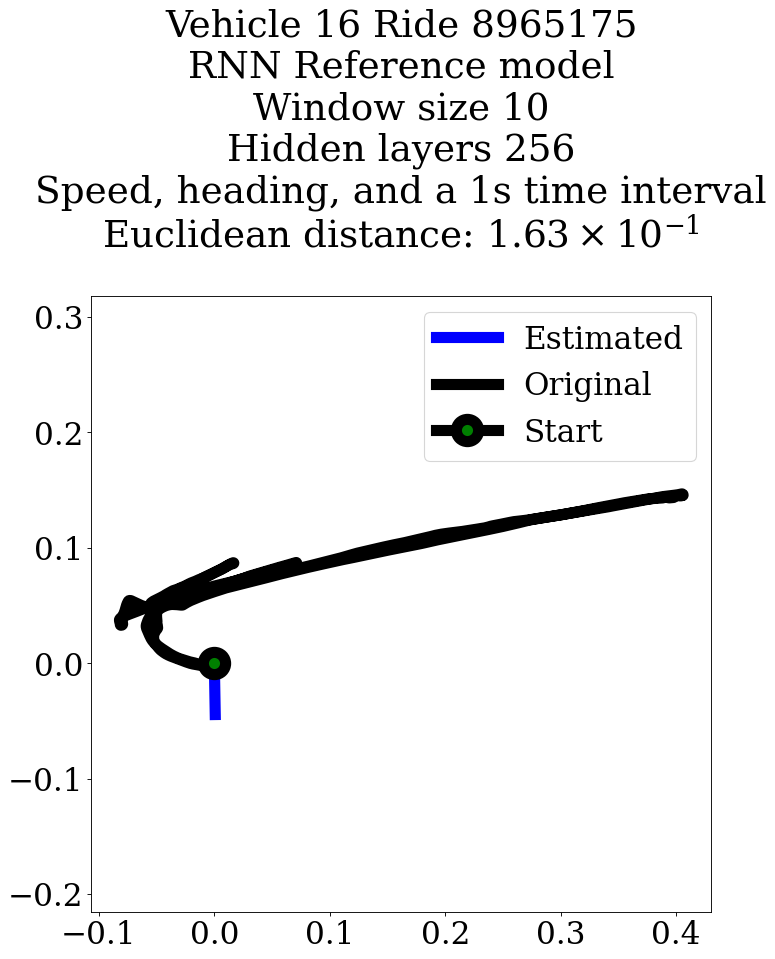 Vehicle 16 Ride 8965175
RNN Reference model
Window size 10
Hidden layers 256
Speed, heading, and a 1s time interval
Euclidean distance: 1.63 × 10⁻¹
Estimated
Original
Start
0.3
0.2
0.1
0.0
−0.1
−0.2
−0.1 0.0 0.1 0.2 0.3 0.4